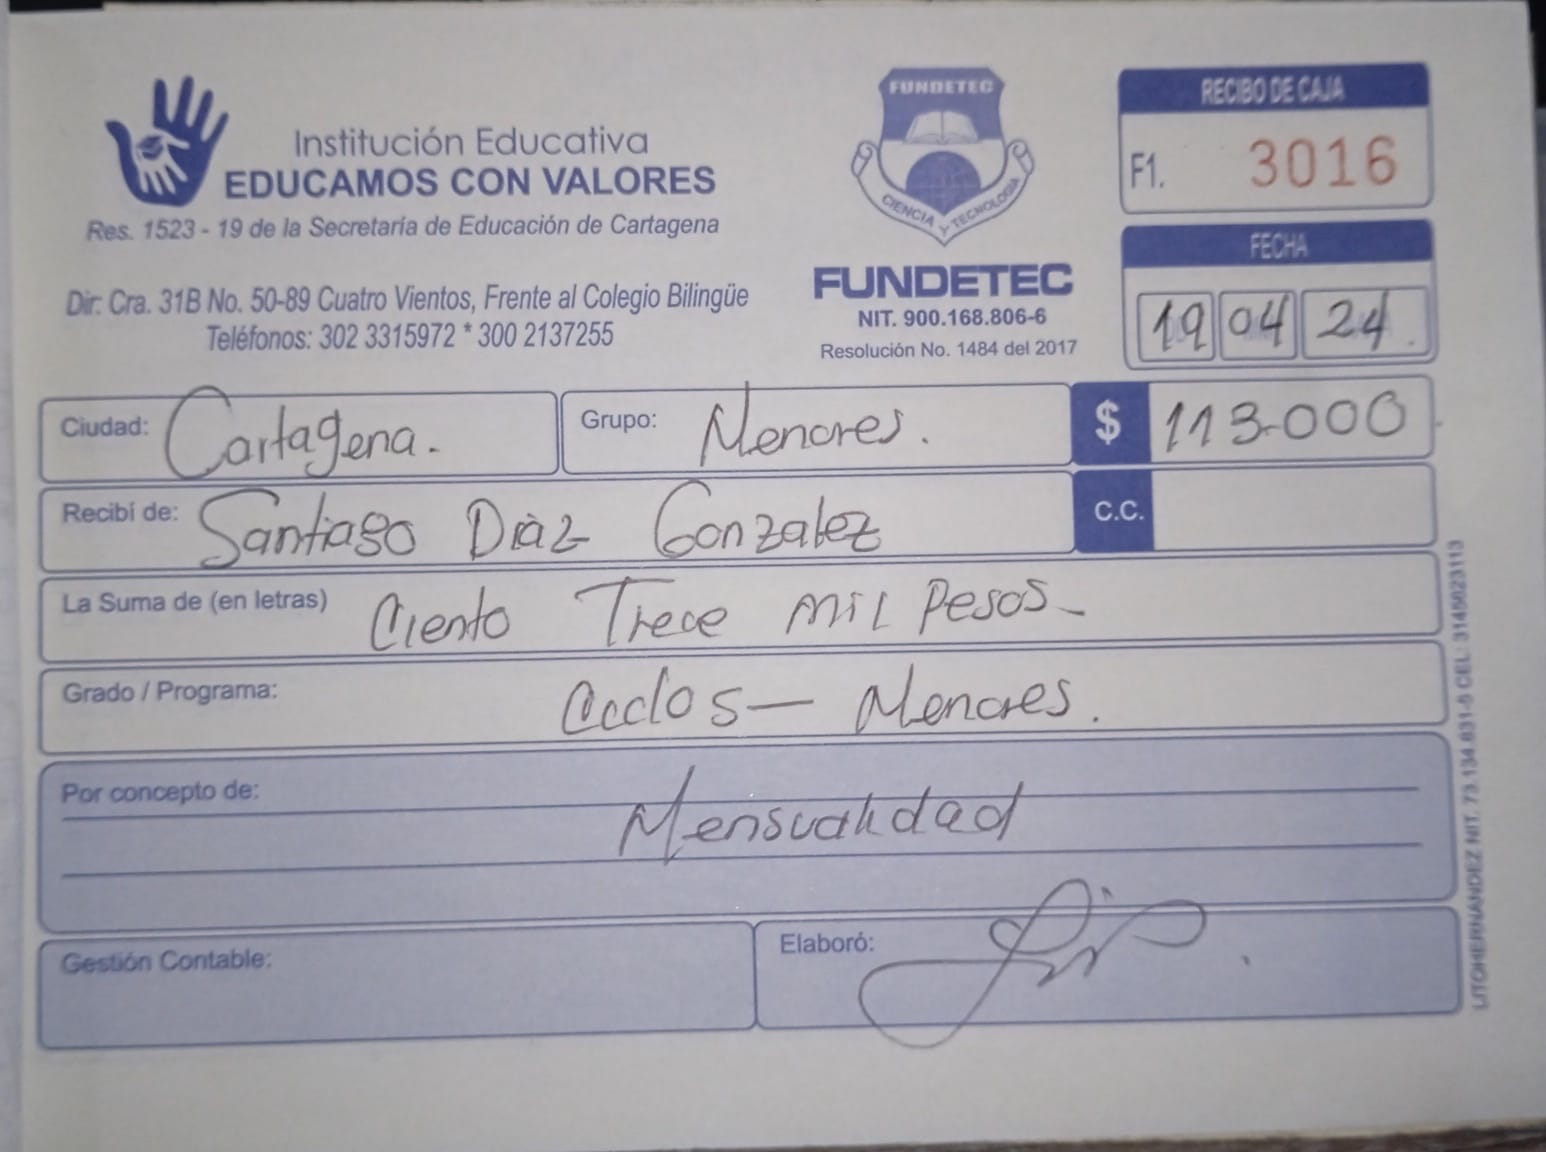 Institución Educativa
EDUCAMOS CON VALORES
Res. 1523 - 19 de la Secretaría de Educación de Cartagena
Dir: Cra. 31B No. 50-89 Cuatro Vientos, Frente al Colegio Bilingüe
Teléfonos: 302 3315972 * 300 2137255
FUNDETEC
CIENCIA Y TECNOLOGIA
FUNDETEC
NIT. 900.168.806-6
Resolución No. 1484 del 2017
RECIBO DE CAJA
F1. 3016
FECHA
19 04 24
Ciudad: Cartagena.
Grupo: Menores.
$ 113-000
Recibí de: Santiago Diàz Gonzalez
C.C.
La Suma de (en letras) Ciento Trece mil Pesos-
Grado / Programa: Ciclos — Menores.
Por concepto de: Mensualidad
Gestión Contable:
Elaboró:
LITOHERNANDEZ NIT. 73.134.631-5 CEL: 3145623113